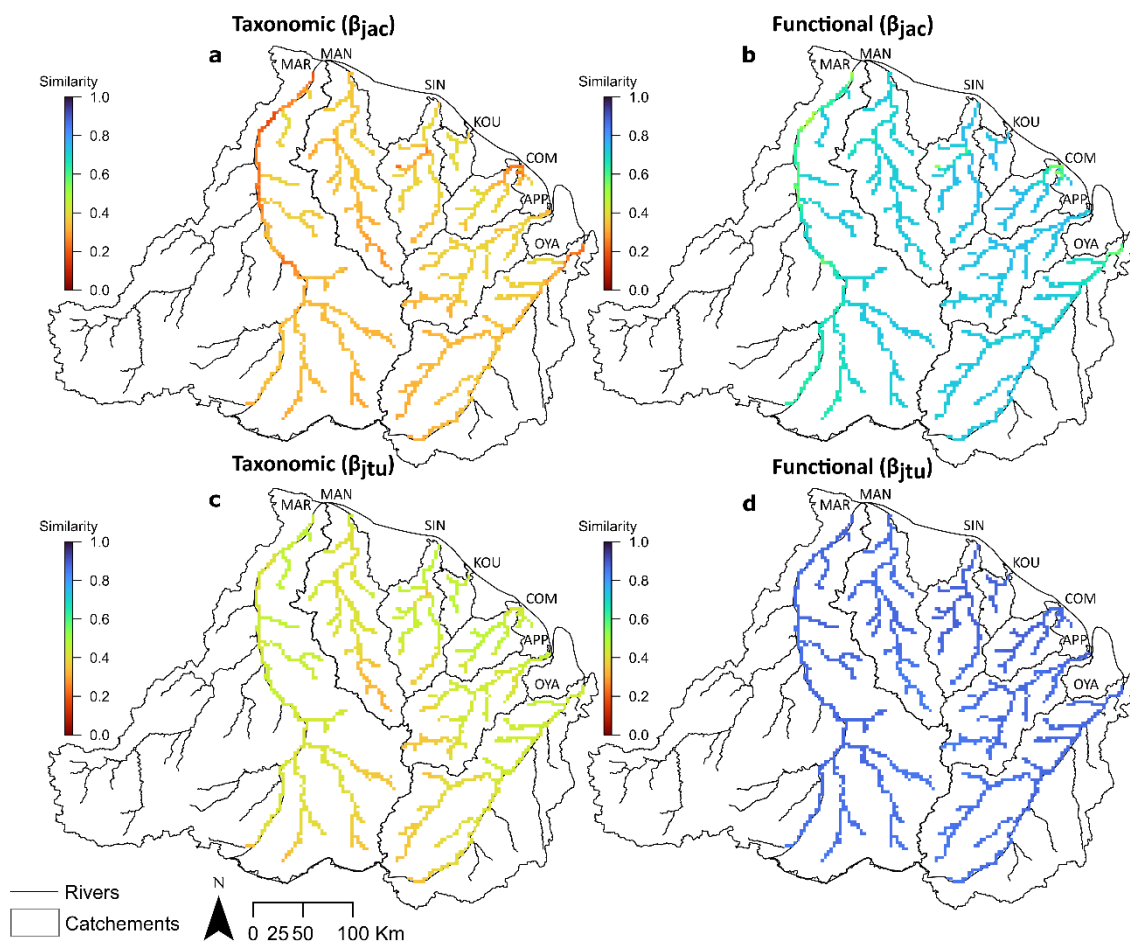 Taxonomic (βjac)
Functional (βjac)
a
b
MAR
MAN
SIN
KOU
COM
APP
OYA
Similarity
1.0
0.8
0.6
0.4
0.2
0.0
MAR
MAN
SIN
KOU
COM
APP
OYA
Similarity
1.0
0.8
0.6
0.4
0.2
0.0
Taxonomic (βjtu)
Functional (βjtu)
c
d
MAR
MAN
SIN
KOU
COM
APP
OYA
Similarity
1.0
0.8
0.6
0.4
0.2
0.0
MAR
MAN
SIN
KOU
COM
APP
OYA
Similarity
1.0
0.8
0.6
0.4
0.2
0.0
Rivers
Catchements
N
0 25 50 100 Km